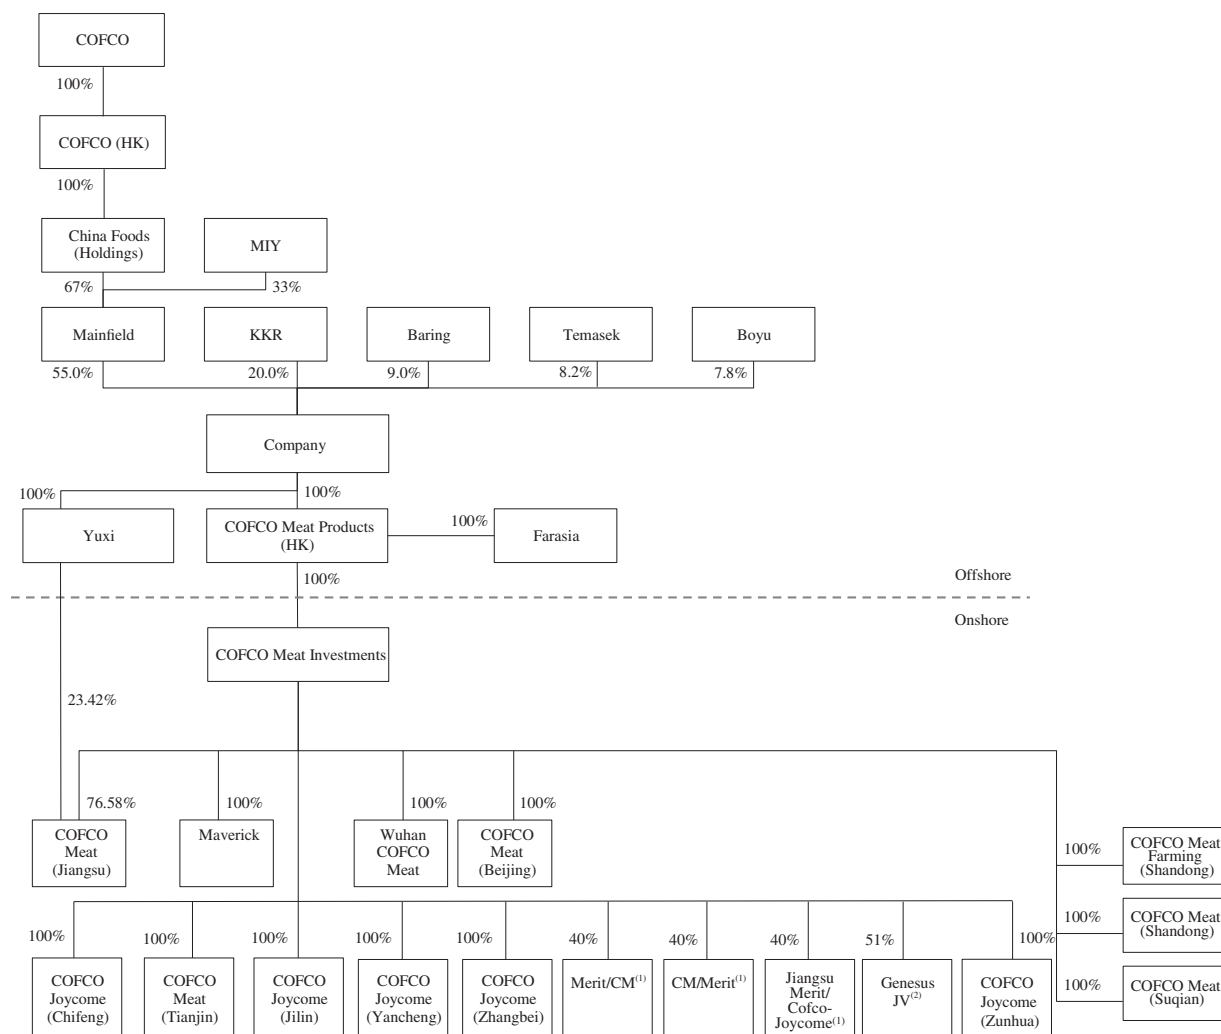 COFCO
100%
COFCO (HK)
100%
China Foods
(Holdings)
MIY
67%
33%
Mainfield
KKR
Baring
Temasek
Boyu
55.0%
20.0%
9.0%
8.2%
7.8%
Company
100%
100%
Yuxi
COFCO Meat Products
(HK)
100%
Farasia
100%
Offshore
Onshore
COFCO Meat Investments
23.42%
76.58%
100%
100%
100%
COFCO
Meat
(Jiangsu)
Maverick
Wuhan
COFCO
Meat
COFCO
Meat
(Beijing)
100%
COFCO Meat
Farming
(Shandong)
100%
COFCO Meat
(Shandong)
100%
COFCO Meat
(Suqian)
100%
100%
100%
100%
100%
40%
40%
40%
51%
100%
COFCO
Joycome
(Chifeng)
COFCO
Meat
(Tianjin)
COFCO
Joycome
(Jilin)
COFCO
Joycome
(Yancheng)
COFCO
Joycome
(Zhangbei)
Merit/CM(1)
CM/Merit(1)
Jiangsu
Merit/
Cofco-
Joycome(1)
Genesus
JV(2)
COFCO
Joycome
(Zunhua)